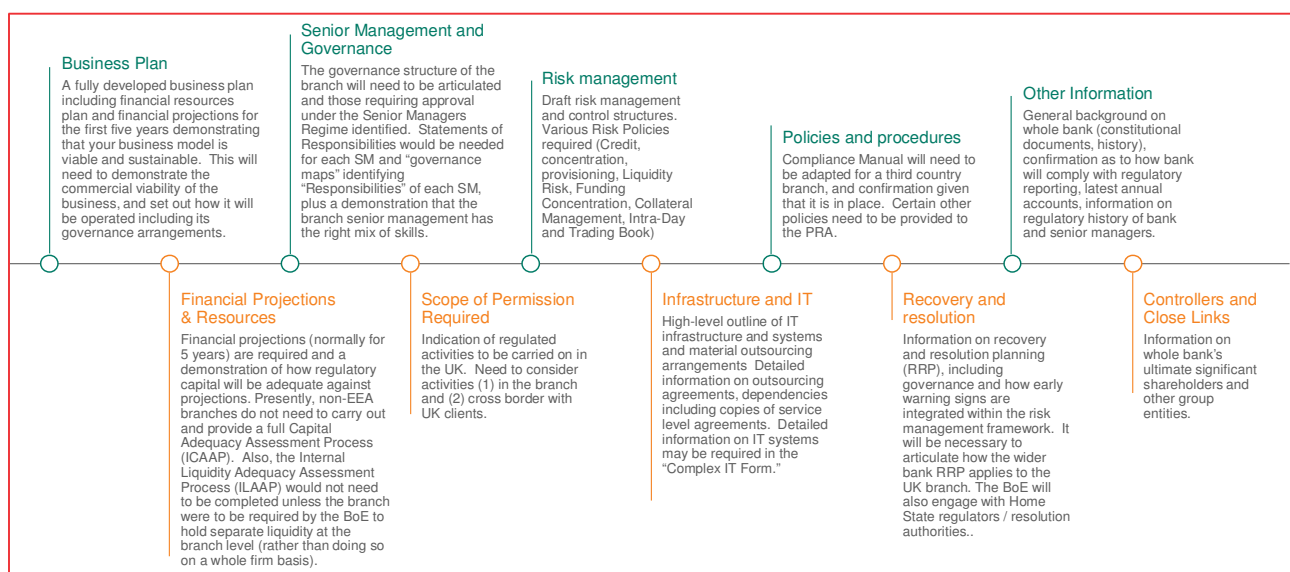 Business Plan
A fully developed business plan
including financial resources
plan and financial projections for
the first five years demonstrating
that your business model is
viable and sustainable. This will
need to demonstrate the
commercial viability of the
business, and set out how it will
be operated including its
governance arrangements.
Financial Projections
& Resources
Financial projections (normally for
5 years) are required and a
demonstration of how regulatory
capital will be adequate against
projections. Presently, non-EEA
branches do not need to carry out
and provide a full Capital
Adequacy Assessment Process
(ICAAP). Also, the Internal
Liquidity Adequacy Assessment
Process (ILAAP) would not need
to be completed unless the branch
were to be required by the BoE to
hold separate liquidity at the
branch level (rather than doing so
on a whole firm basis).
Senior Management and
Governance
The governance structure of the
branch will need to be articulated
and those requiring approval
under the Senior Managers
Regime identified. Statements of
Responsibilities would be needed
for each SM and “governance
maps” identifying
“Responsibilities” of each SM,
plus a demonstration that the
branch senior management has
the right mix of skills.
Scope of Permission
Required
Indication of regulated
activities to be carried on in
the UK. Need to consider
activities (1) in the branch
and (2) cross border with
UK clients.
Risk management
Draft risk management
and control structures.
Various Risk Policies
required (Credit,
concentration,
provisioning, Liquidity
Risk, Funding
Concentration, Collateral
Management, Intra-Day
and Trading Book)
Infrastructure and IT
High-level outline of IT
infrastructure and systems
and material outsourcing
arrangements Detailed
information on outsourcing
agreements, dependencies
including copies of service
level agreements. Detailed
information on IT systems
may be required in the
“Complex IT Form.”
Policies and procedures
Compliance Manual will need to
be adapted for a third country
branch, and confirmation given
that it is in place. Certain other
policies need to be provided to
the PRA.
Recovery and
resolution
Information on recovery
and resolution planning
(RRP), including
governance and how early
warning signs are
integrated within the risk
management framework. It
will be necessary to
articulate how the wider
bank RRP applies to the
UK branch. The BoE will
also engage with Home
State regulators / resolution
authorities..
Other Information
General background on
whole bank (constitutional
documents, history),
confirmation as to how bank
will comply with regulatory
reporting, latest annual
accounts, information on
regulatory history of bank
and senior managers.
Controllers and
Close Links
Information on
whole bank’s
ultimate significant
shareholders and
other group
entities.